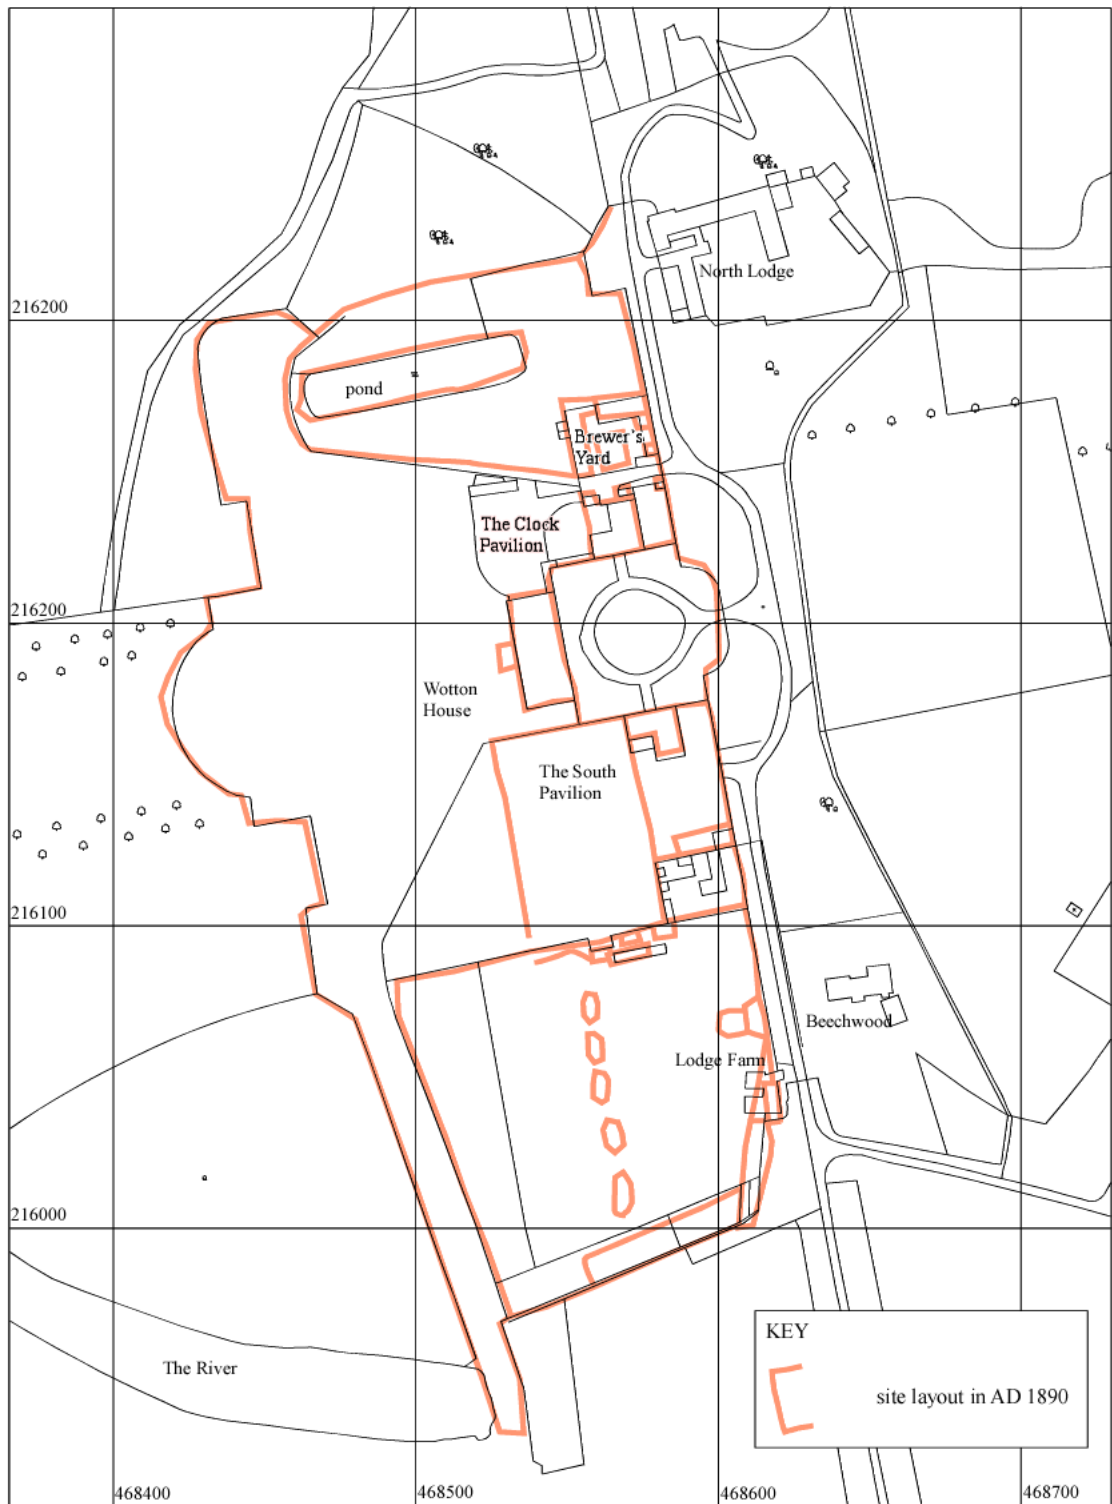 North Lodge
216200
pond
Brewer's
Yard
The Clock
Pavilion
216200
Wotton
House
The South
Pavilion
216100
Beechwood
Lodge Farm
216000
KEY
The River
site layout in AD 1890
468400
468500
468600
468700